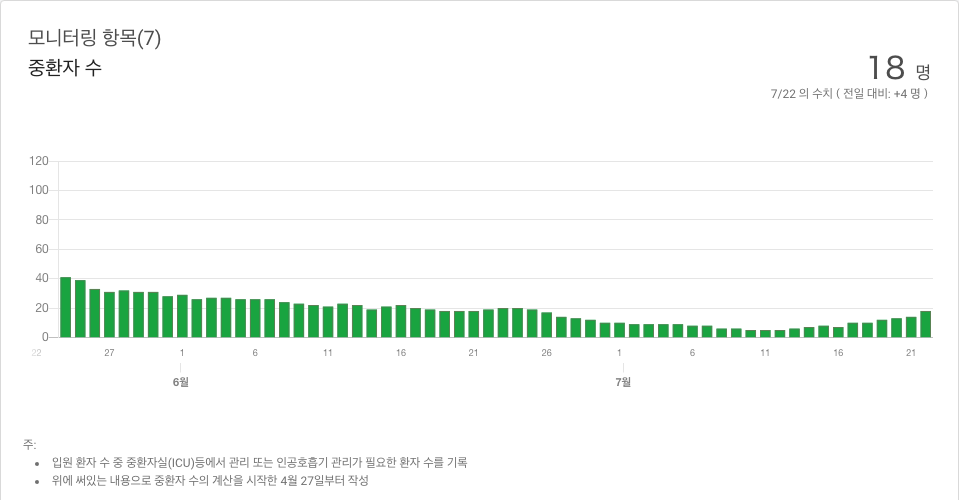 모니터링 항목(7)
중환자 수
18 명
7/22 의 수치 ( 전일 대비: +4 명 )
120
100
80
60
40
20
0
22 27 1 6 11 16 21 26 1 6 11 16 21
6월 7월
주:
• 입원 환자 수 중 중환자실(ICU)등에서 관리 또는 인공호흡기 관리가 필요한 환자 수를 기록
• 위에 써있는 내용으로 중환자 수의 계산을 시작한 4월 27일부터 작성